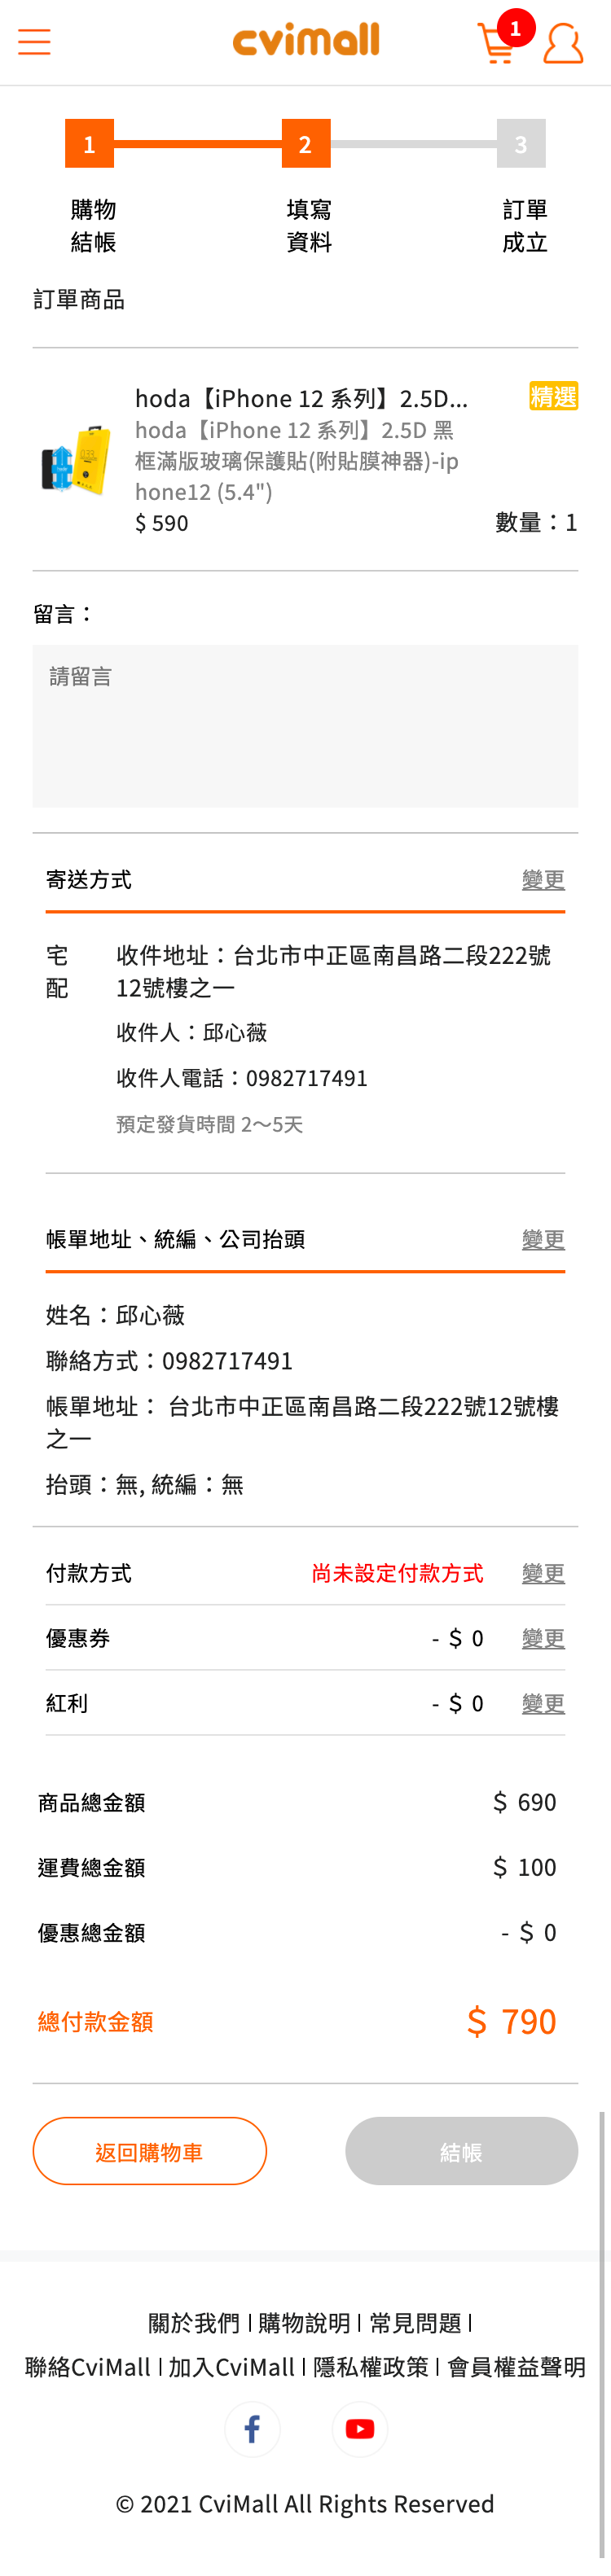 cvimall
1
1
2
3
購物
結帳
填寫
資料
訂單
成立
訂單商品
hoda【iPhone 12 系列】2.5D...
精選
hoda【iPhone 12 系列】2.5D 黑
框滿版玻璃保護貼(附貼膜神器)-ip
hone12 (5.4")
$ 590
數量：1
留言：
請留言
寄送方式
變更
宅
配
收件地址：台北市中正區南昌路二段222號
12號樓之一
收件人：邱心薇
收件人電話：0982717491
預定發貨時間 2～5天
帳單地址、統編、公司抬頭
變更
姓名：邱心薇
聯絡方式：0982717491
帳單地址： 台北市中正區南昌路二段222號12號樓
之一
抬頭：無, 統編：無
付款方式
尚未設定付款方式
變更
優惠券
- $ 0
變更
紅利
- $ 0
變更
商品總金額
$ 690
運費總金額
$ 100
優惠總金額
- $ 0
總付款金額
$ 790
返回購物車
結帳
關於我們 | 購物說明 | 常見問題 |
聯絡CviMall | 加入CviMall | 隱私權政策 | 會員權益聲明
© 2021 CviMall All Rights Reserved